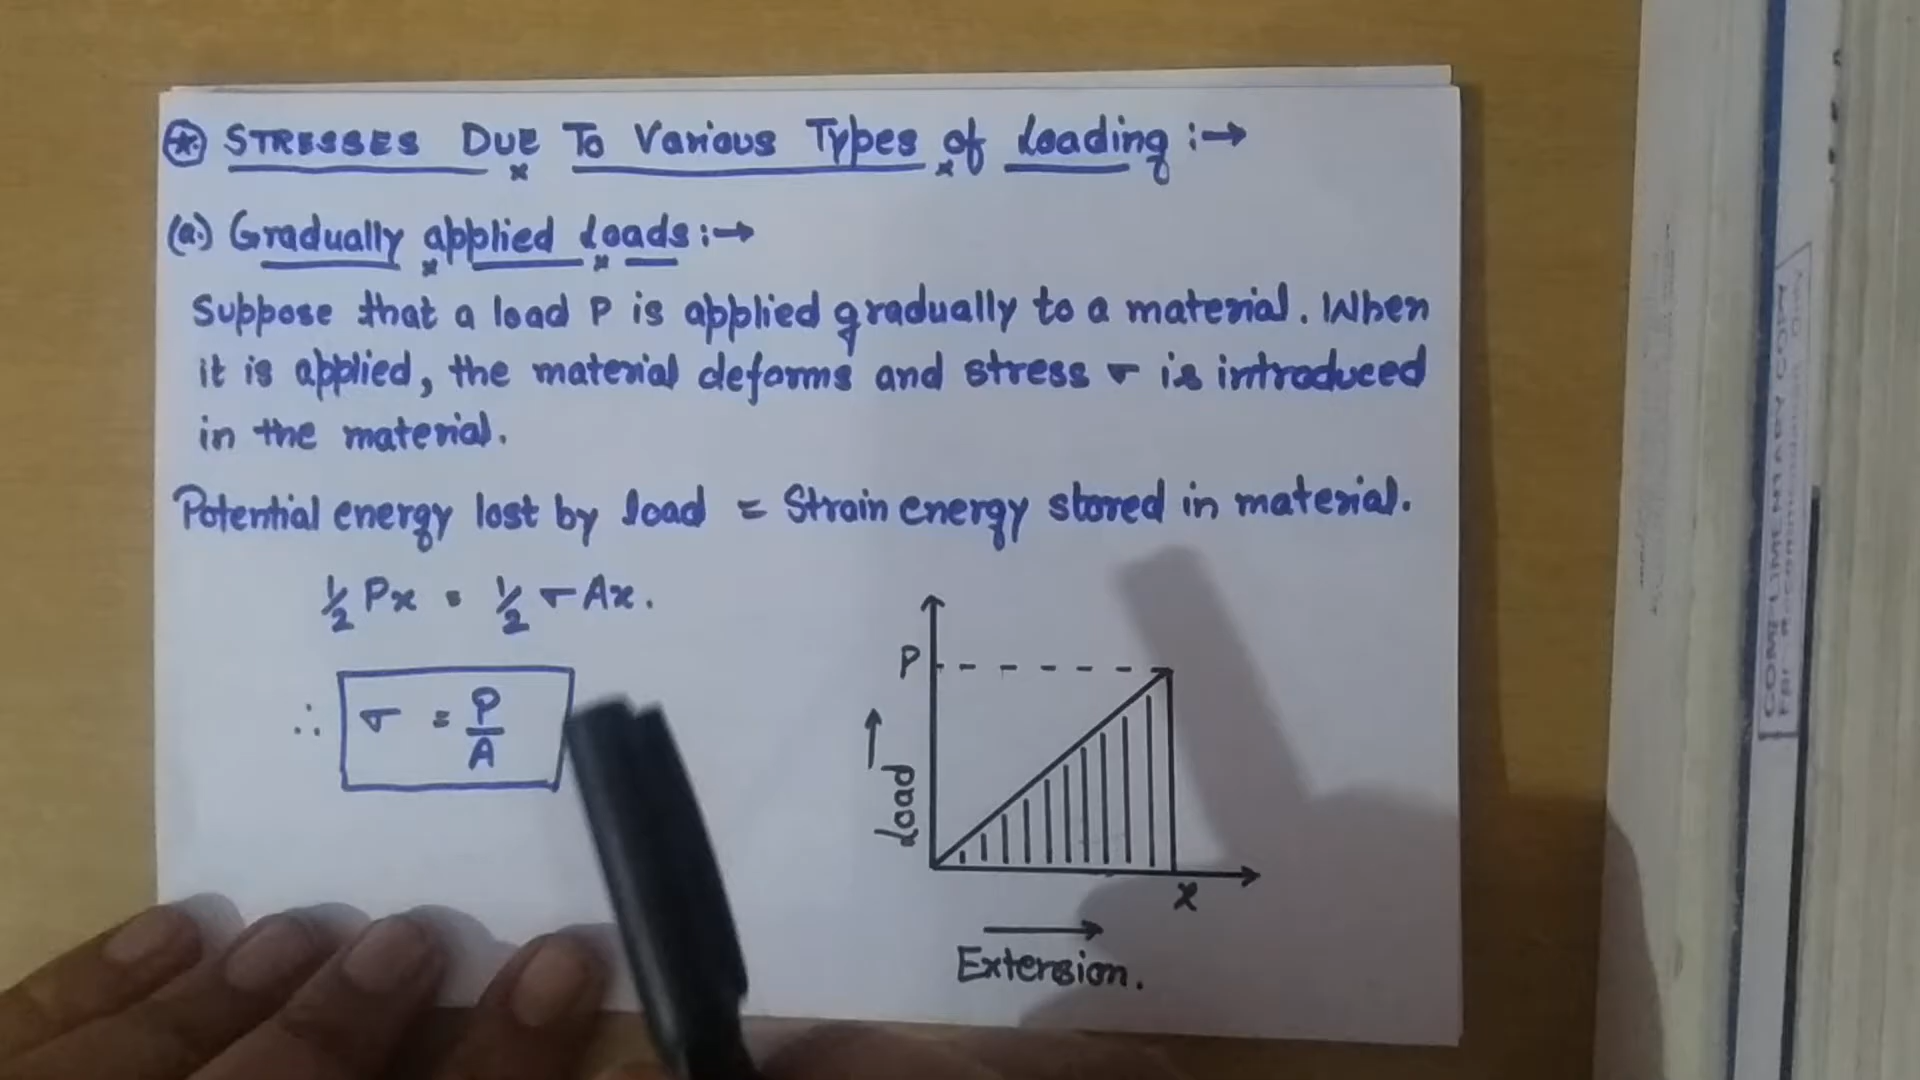 * STRESSES DUE TO Various Types of Loading :→
(a.) Gradually applied Loads :→
Suppose that a load P is applied gradually to a material. When
it is applied, the material deforms and stress σ is introduced
in the material.
Potential energy lost by load = Strain energy stored in material.
1/2 Px = 1/2 σ Ax.
∴ σ = P/A
P
Load
x
Extension.
COMPLIMENTARY COPY